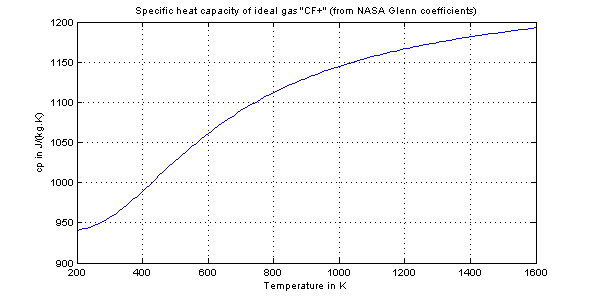 Specific heat capacity of ideal gas "CF+" (from NASA Glenn coefficients)
1200
1150
1100
1050
1000
950
900
cp in J/(kg.K)
200 400 600 800 1000 1200 1400 1600
Temperature in K